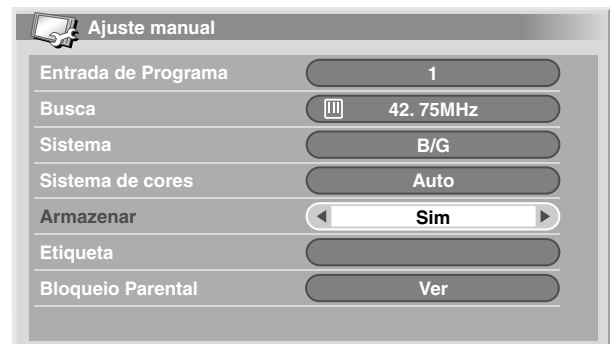 Ajuste manual
Entrada de Programa 1
Busca 42. 75MHz
Sistema B/G
Sistema de cores Auto
Armazenar Sim
Etiqueta
Bloqueio Parental Ver